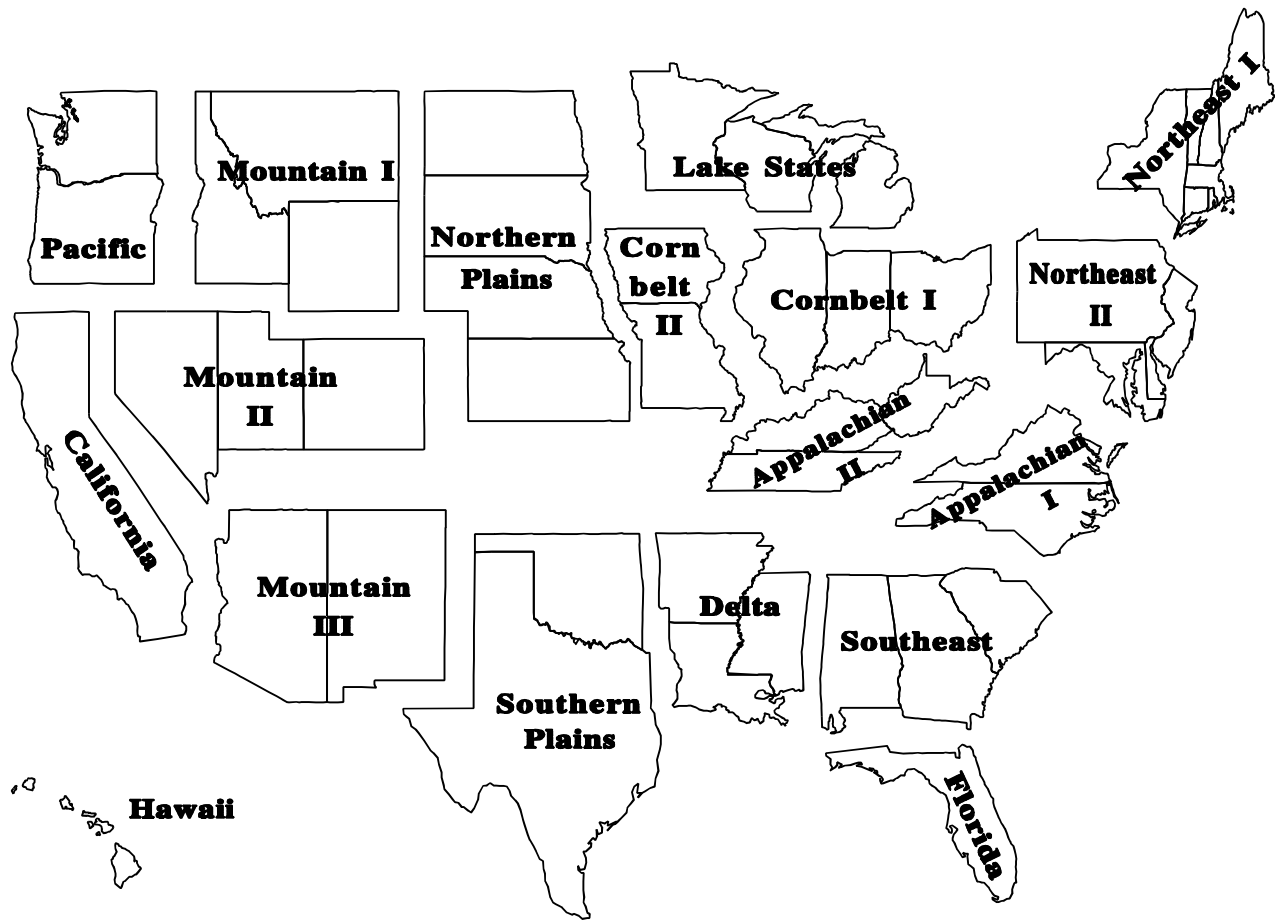 Northeast I
Mountain I
Lake States
Pacific
Northern
Plains
Corn
belt
II
Cornbelt I
Northeast
II
Mountain
II
California
Appalachian
II
Appalachian
I
Mountain
III
Delta
Southeast
Southern
Plains
Hawaii
Florida